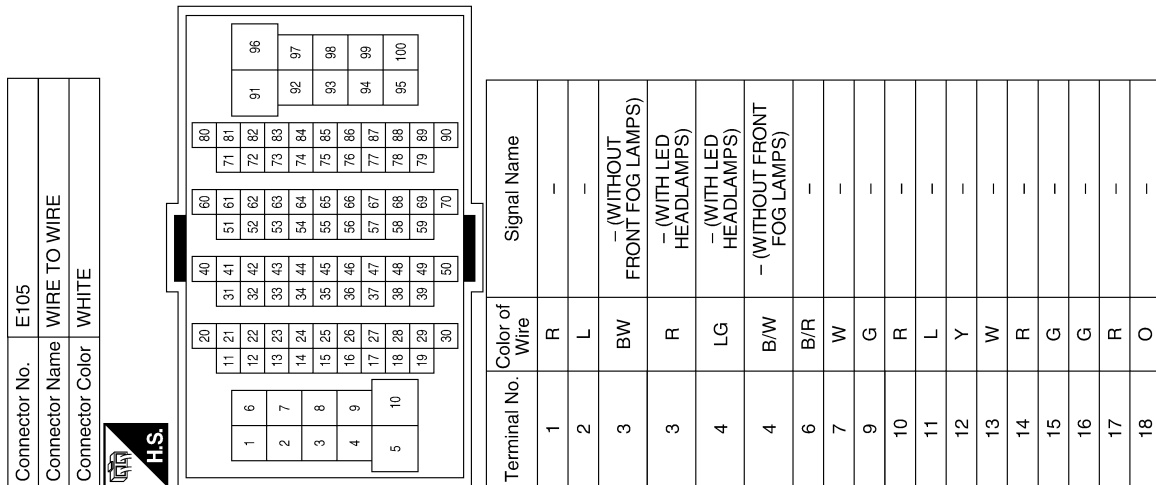 Connector No. E105
Connector Name WIRE TO WIRE
Connector Color WHITE
H.S.
96 97 98 99 100
91 92 93 94 95
80 81 82 83 84 85 86 87 88 89 90
71 72 73 74 75 76 77 78 79
60 61 62 63 64 65 66 67 68 69 70
51 52 53 54 55 56 57 58 59
40 41 42 43 44 45 46 47 48 49 50
31 32 33 34 35 36 37 38 39
20 21 22 23 24 25 26 27 28 29 30
11 12 13 14 15 16 17 18 19
6 7 8 9 10
1 2 3 4 5
Terminal No. Color of Wire Signal Name
1 R –
2 L –
3 BW – (WITHOUT
FRONT FOG LAMPS)
3 R – (WITH LED
HEADLAMPS)
4 LG – (WITH LED
HEADLAMPS)
4 B/W – (WITHOUT FRONT
FOG LAMPS)
6 B/R –
7 W –
9 G –
10 R –
11 L –
12 Y –
13 W –
14 R –
15 G –
16 G –
17 R –
18 O –